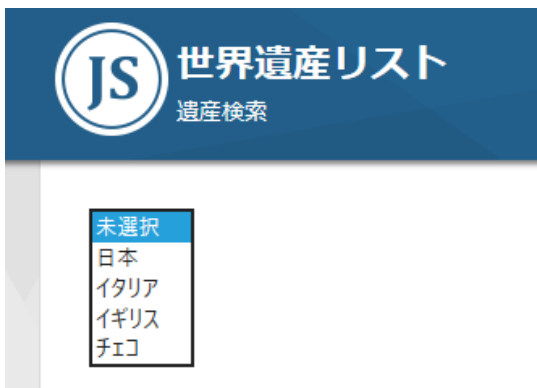 JS
世界遺産リスト
遺産検索
未選択
日本
イタリア
イギリス
チェコ